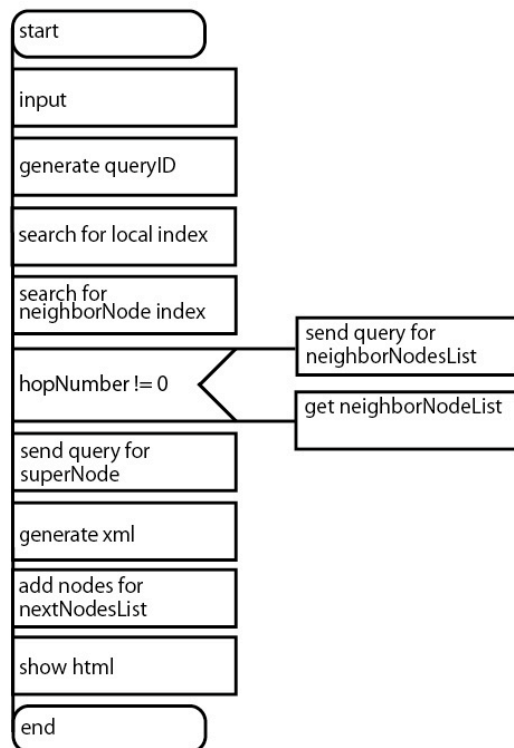 start
input
generate queryID
search for local index
search for
neighborNode index
hopNumber != 0
send query for
neighborNodesList
get neighborNodeList
send query for
superNode
generate xml
add nodes for
nextNodesList
show html
end